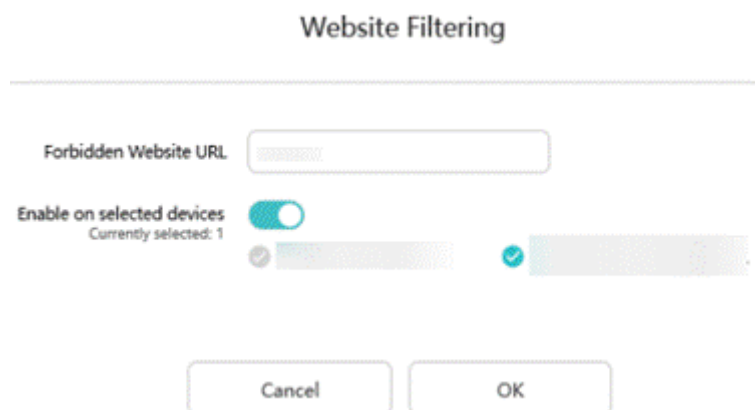 Website Filtering
Forbidden Website URL
Enable on selected devices
Currently selected: 1
Cancel
OK